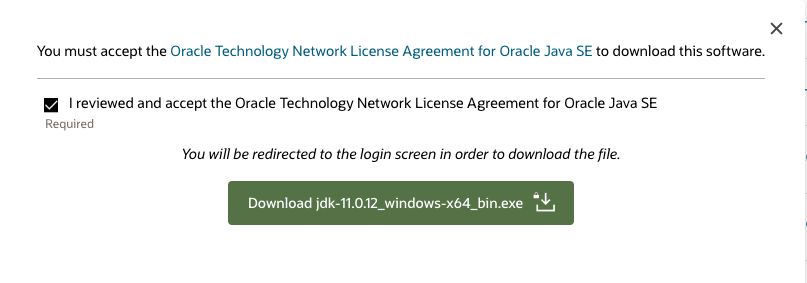 You must accept the Oracle Technology Network License Agreement for Oracle Java SE to download this software.
I reviewed and accept the Oracle Technology Network License Agreement for Oracle Java SE
Required
You will be redirected to the login screen in order to download the file.
Download jdk-11.0.12_windows-x64_bin.exe